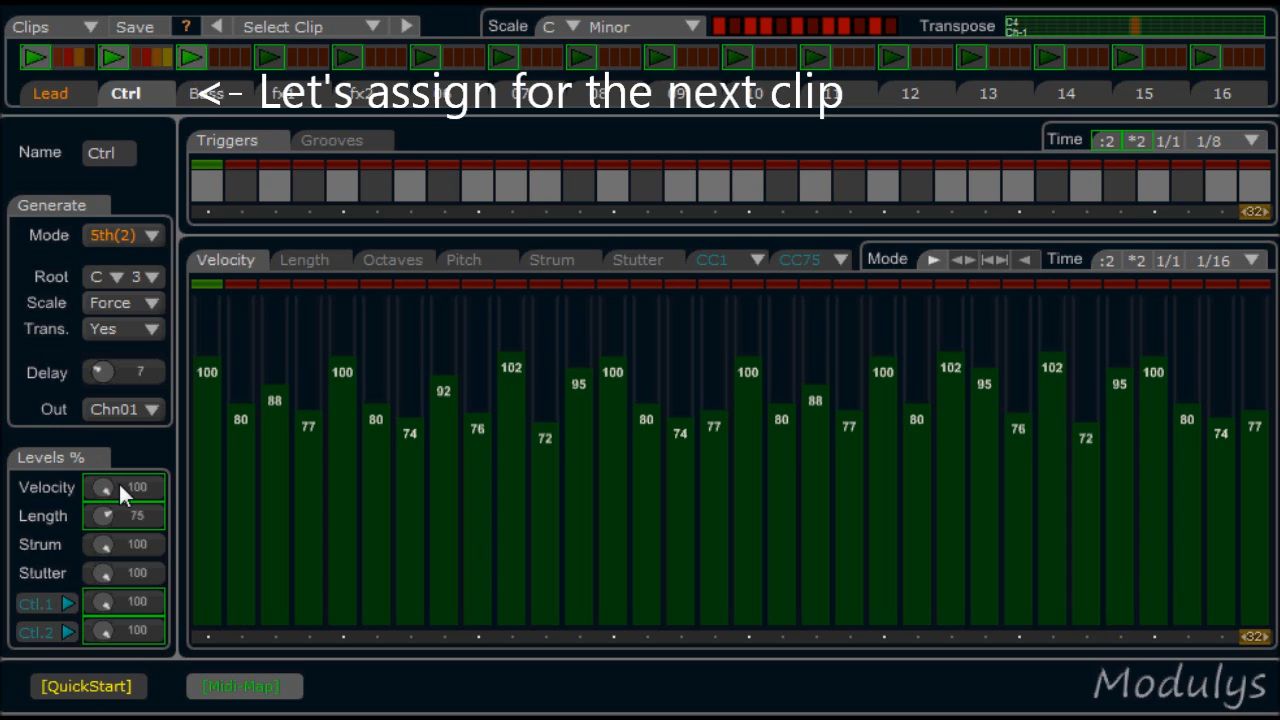 Clips Save ? Select Clip Scale C Minor Transpose C4
Ch-1
Lead Ctrl <- Let's assign for the next clip 12 13 14 15 16
Name Ctrl
Triggers Grooves Time :2 *2 1/1 1/8
32
Generate
Mode 5th(2)
Root C 3
Scale Force
Trans. Yes
Delay 7
Out Chn01
Levels %
Velocity 100
Length 75
Strum 100
Stutter 100
Ctl.1 100
Ctl.2 100
Velocity Length Octaves Pitch Strum Stutter CC1 CC75 Mode Time :2 *2 1/1 1/16
100 80 88 77 100 80 74 92 76 102 72 95 100 80 74 77 100 80 88 77 100 80 102 95 76 102 72 95 100 80 74 77
32
[QuickStart] [Midi-Map] Modulys